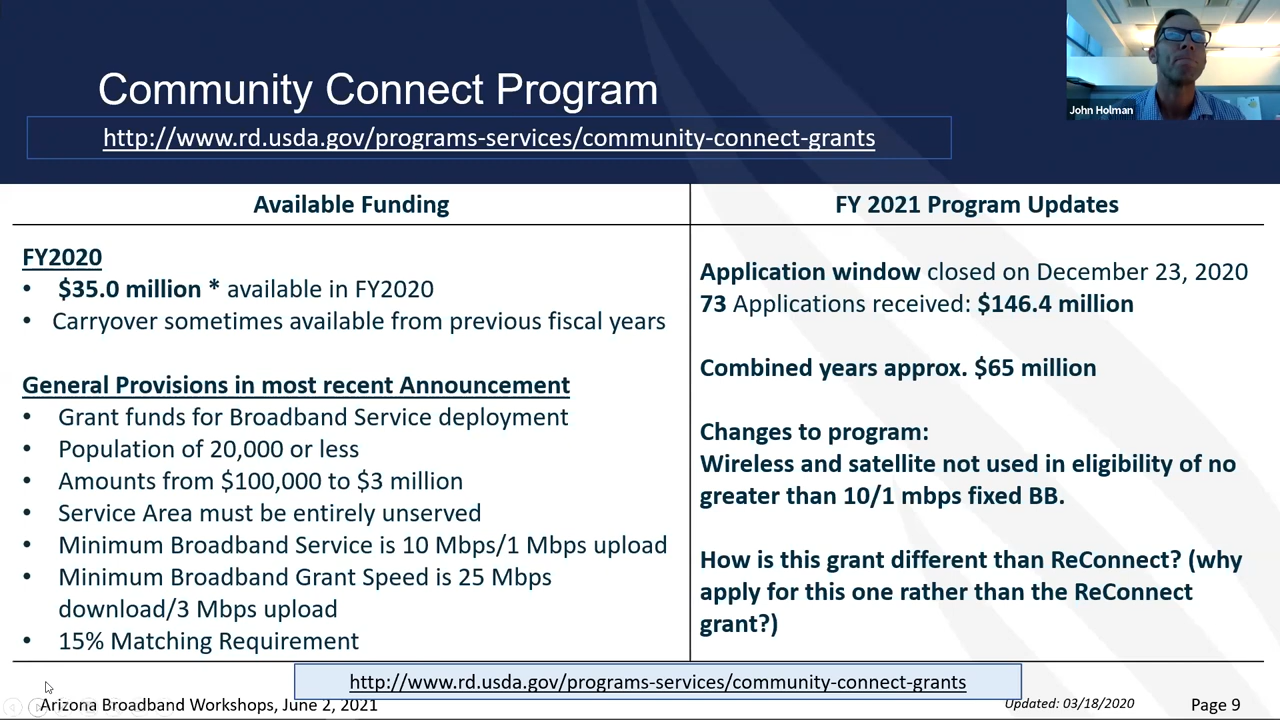 John Holman
Community Connect Program
http://www.rd.usda.gov/programs-services/community-connect-grants
Available Funding
FY2020
• $35.0 million * available in FY2020
• Carryover sometimes available from previous fiscal years
General Provisions in most recent Announcement
• Grant funds for Broadband Service deployment
• Population of 20,000 or less
• Amounts from $100,000 to $3 million
• Service Area must be entirely unserved
• Minimum Broadband Service is 10 Mbps/1 Mbps upload
• Minimum Broadband Grant Speed is 25 Mbps
download/3 Mbps upload
• 15% Matching Requirement
FY 2021 Program Updates
Application window closed on December 23, 2020
73 Applications received: $146.4 million
Combined years approx. $65 million
Changes to program:
Wireless and satellite not used in eligibility of no
greater than 10/1 mbps fixed BB.
How is this grant different than ReConnect? (why
apply for this one rather than the ReConnect
grant?)
http://www.rd.usda.gov/programs-services/community-connect-grants
Arizona Broadband Workshops, June 2, 2021
Updated: 03/18/2020
Page 9